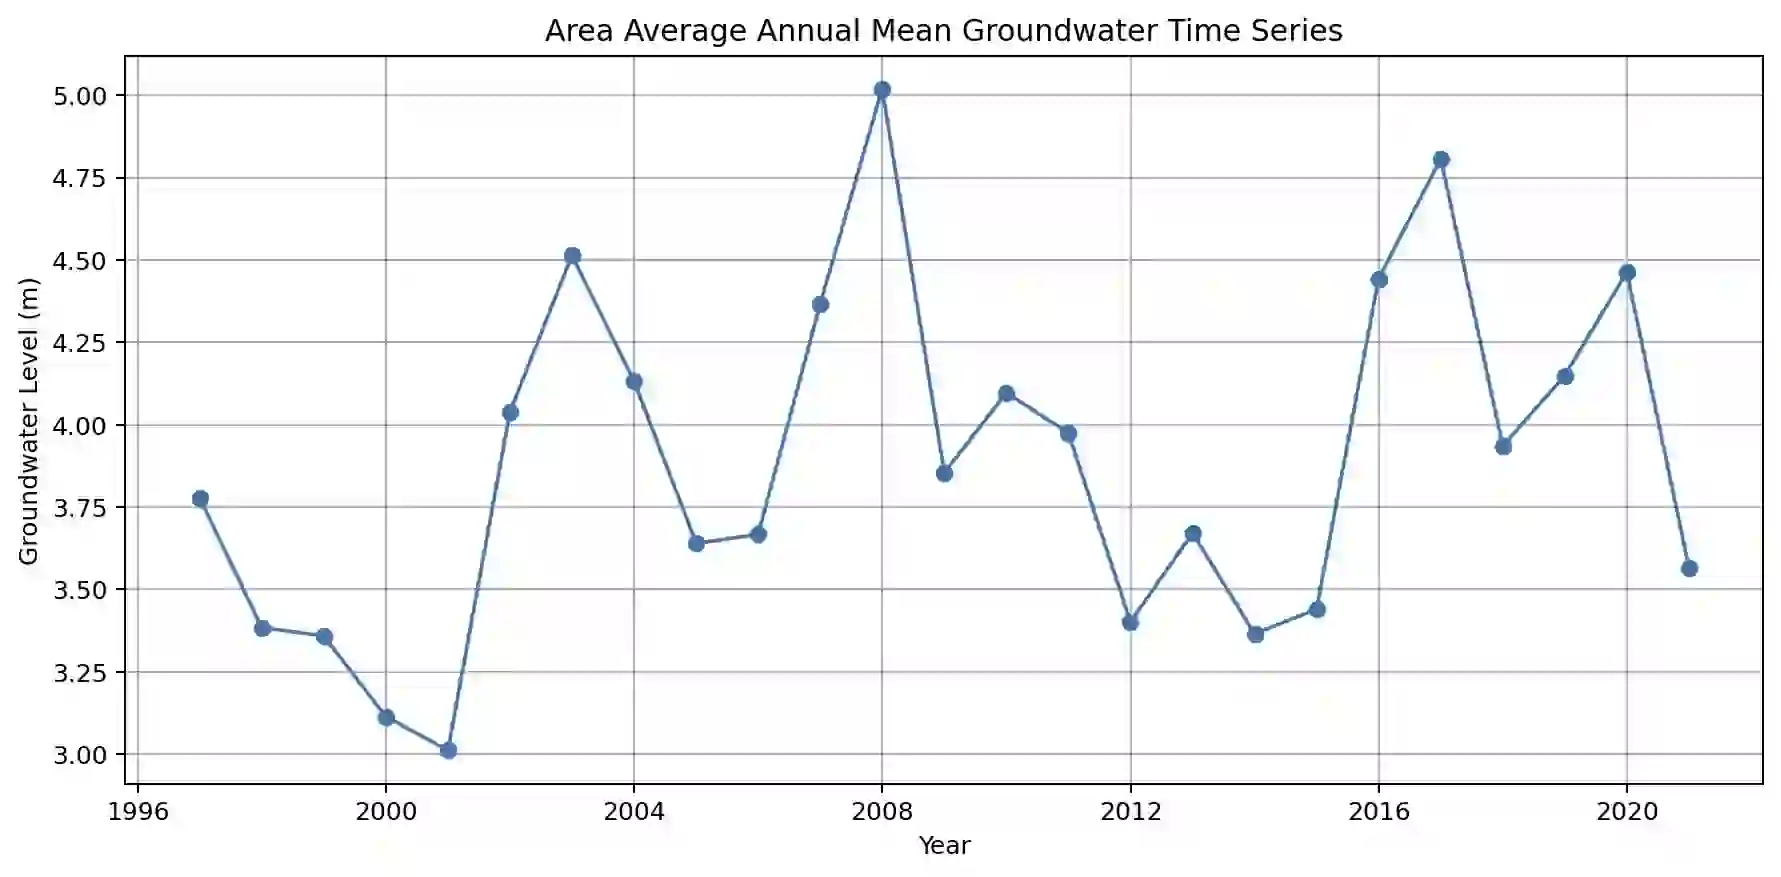 Area Average Annual Mean Groundwater Time Series
5.00
4.75
4.50
4.25
4.00
3.75
3.50
3.25
3.00
Groundwater Level (m)
1996 2000 2004 2008 2012 2016 2020
Year